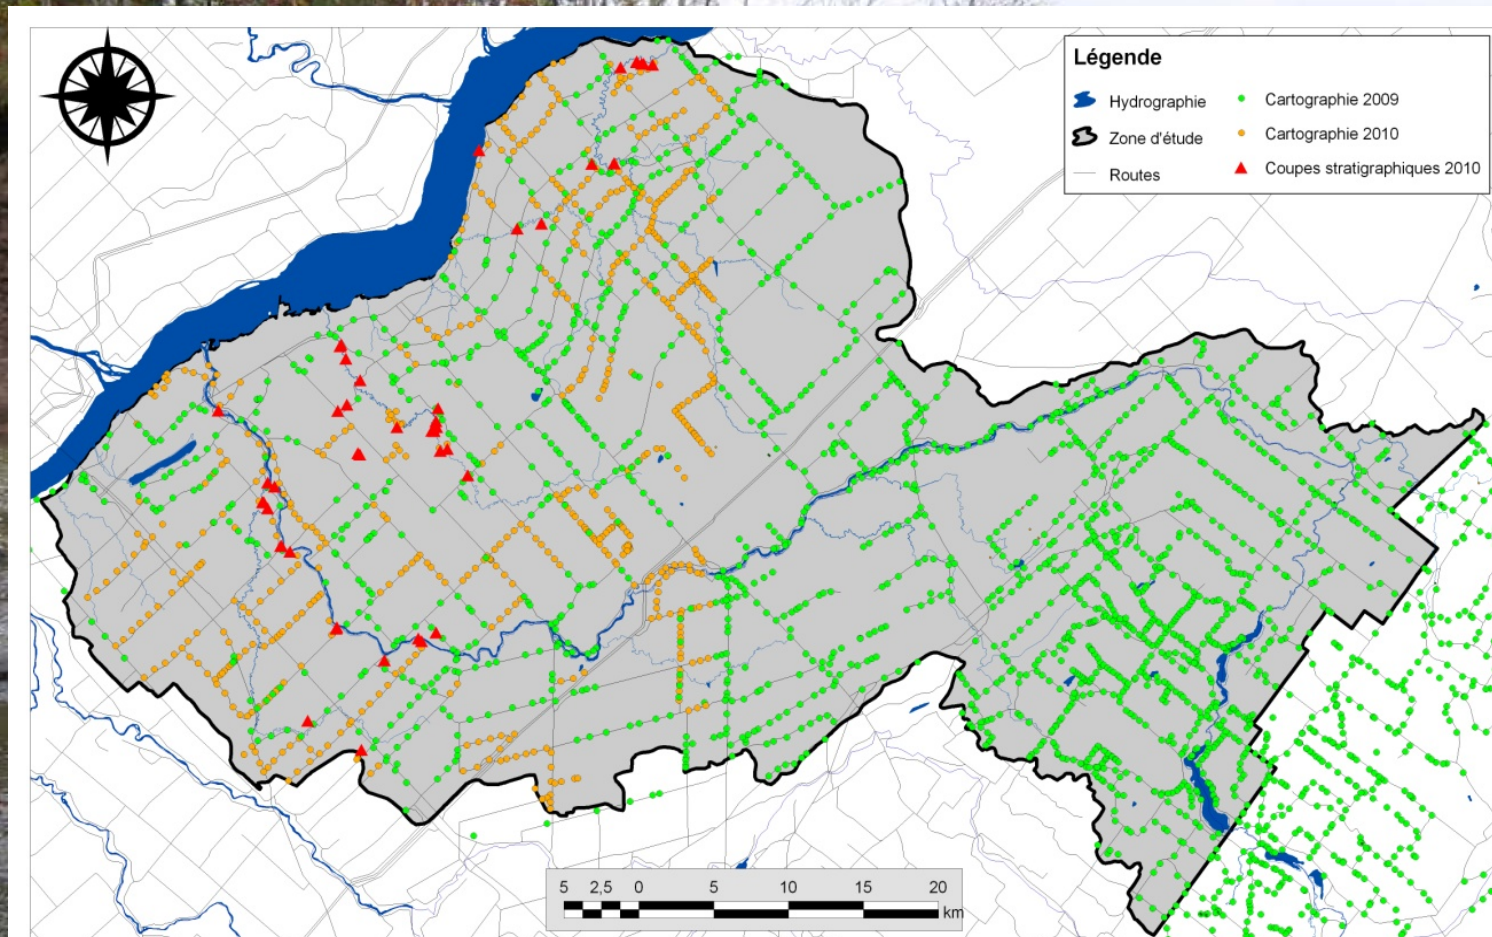 Légende
Hydrographie
Zone d'étude
Routes
Cartographie 2009
Cartographie 2010
Coupes stratigraphiques 2010
5 2,5 0 5 10 15 20
km